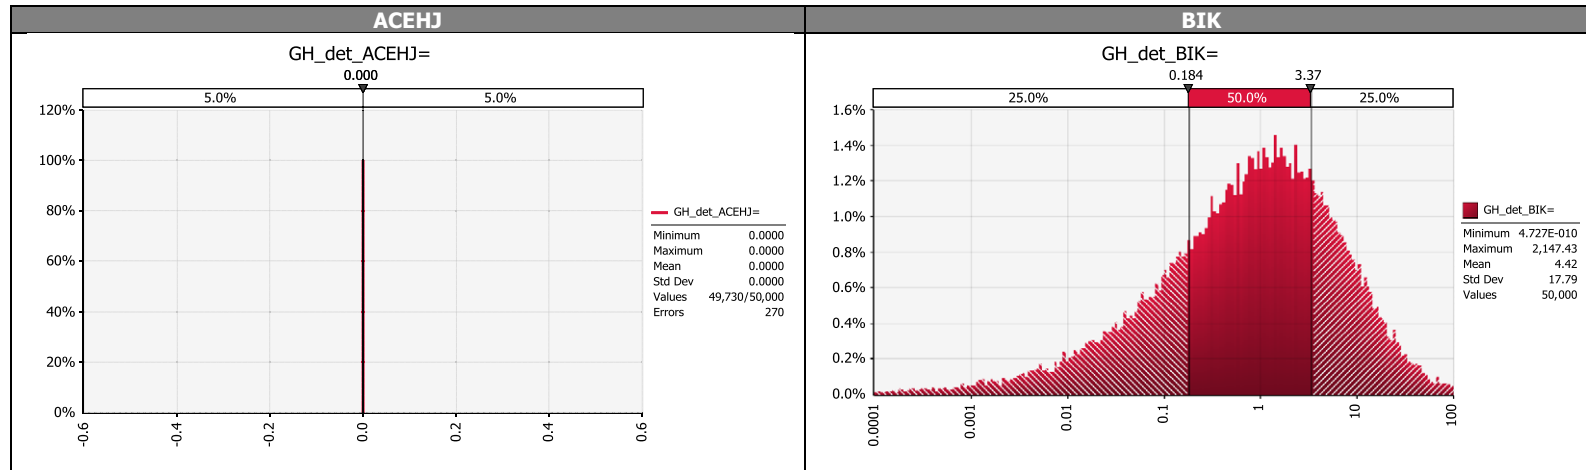 ACEHJ
GH_det_ACEHJ=
0.000
5.0% 5.0%
120%
100%
80%
60%
40%
20%
0%
-0.6 -0.4 -0.2 0.0 0.2 0.4 0.6
GH_det_ACEHJ=
Minimum 0.0000
Maximum 0.0000
Mean 0.0000
Std Dev 0.0000
Values 49,730/50,000
Errors 270
BIK
GH_det_BIK=
0.184 3.37
25.0% 50.0% 25.0%
1.6%
1.4%
1.2%
1.0%
0.8%
0.6%
0.4%
0.2%
0.0%
0.0001 0.001 0.01 0.1 1 10 100
GH_det_BIK=
Minimum 4.727E-010
Maximum 2,147.43
Mean 4.42
Std Dev 17.79
Values 50,000